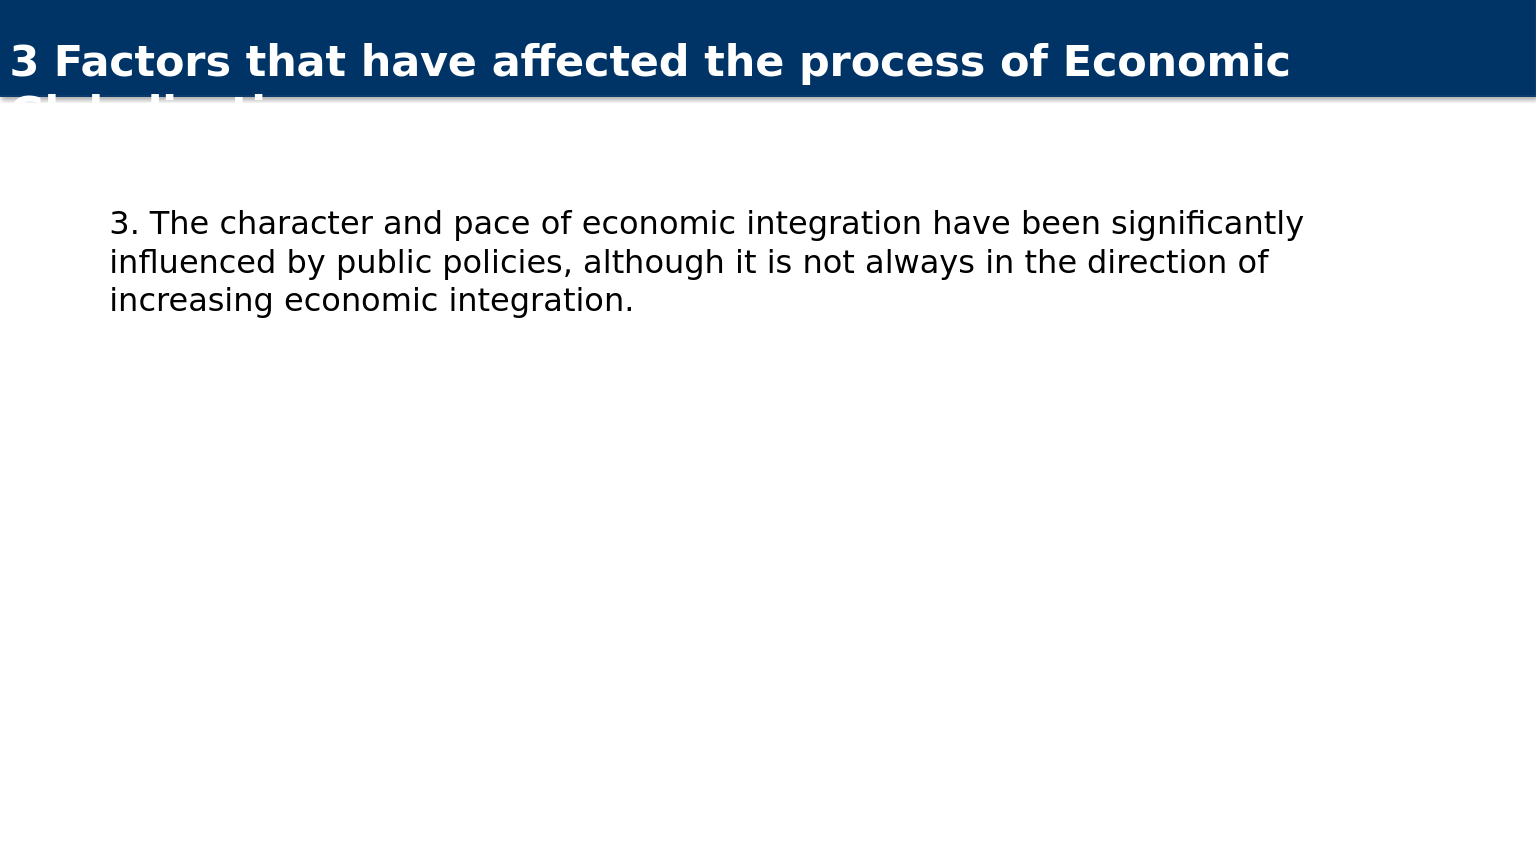 3 Factors that have affected the process of Economic
3. The character and pace of economic integration have been significantly
influenced by public policies, although it is not always in the direction of
increasing economic integration.